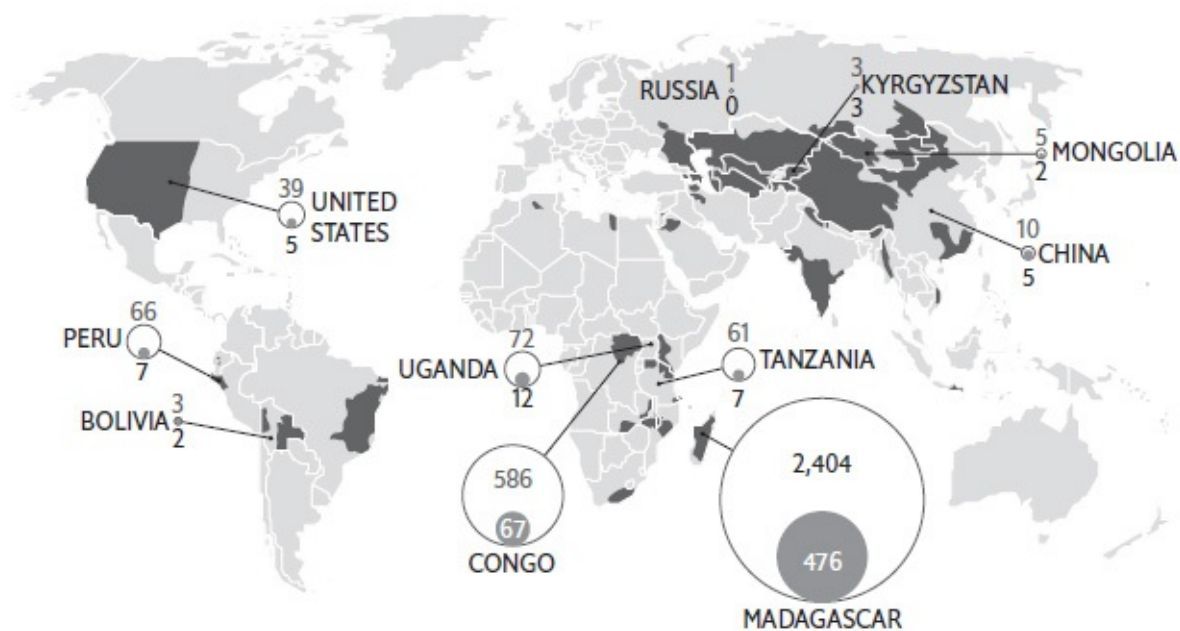 1
RUSSIA
0
3
KYRGYZSTAN
3
5
MONGOLIA
2
39
UNITED
STATES
5
10
CHINA
5
66
PERU
7
72
UGANDA
12
61
TANZANIA
7
3
BOLIVIA
2
586
67
CONGO
2,404
476
MADAGASCAR